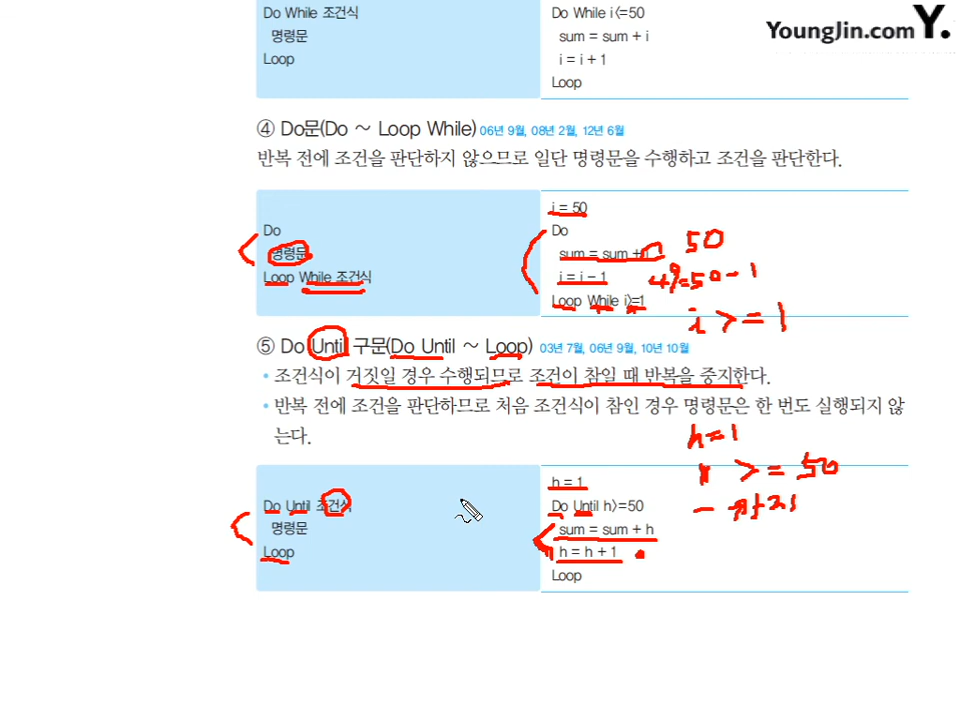 YoungJin.com Y.
Do While 조건식
명령문
Loop
Do While i<=50
sum = sum + i
i = i + 1
Loop
④ Do문(Do ~ Loop While) 06년 9월, 08년 2월, 12년 6월
반복 전에 조건을 판단하지 않으므로 일단 명령문을 수행하고 조건을 판단한다.
Do
명령문
Loop While 조건식
i = 50
Do
sum = sum +
50
i = i - 1
49=50-1
Loop While i>=1
i >= 1
⑤ Do Until 구문(Do Until ~ Loop) 03년 7월, 06년 9월, 10년 10월
• 조건식이 거짓일 경우 수행되므로 조건이 참일 때 반복을 중지한다.
• 반복 전에 조건을 판단하므로 처음 조건식이 참인 경우 명령문은 한 번도 실행되지 않
는다.
h=1
>= 50
Do Until 조건식
명령문
Loop
h = 1
Do Until h>=50
sum = sum + h
h = h + 1
Loop